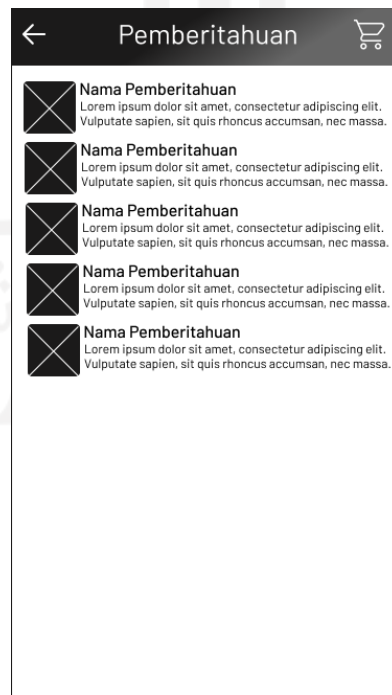 Pemberitahuan
Nama Pemberitahuan
Lorem ipsum dolor sit amet, consectetur adipiscing elit.
Vulputate sapien, sit quis rhoncus accumsan, nec massa.
Nama Pemberitahuan
Lorem ipsum dolor sit amet, consectetur adipiscing elit.
Vulputate sapien, sit quis rhoncus accumsan, nec massa.
Nama Pemberitahuan
Lorem ipsum dolor sit amet, consectetur adipiscing elit.
Vulputate sapien, sit quis rhoncus accumsan, nec massa.
Nama Pemberitahuan
Lorem ipsum dolor sit amet, consectetur adipiscing elit.
Vulputate sapien, sit quis rhoncus accumsan, nec massa.
Nama Pemberitahuan
Lorem ipsum dolor sit amet, consectetur adipiscing elit.
Vulputate sapien, sit quis rhoncus accumsan, nec massa.